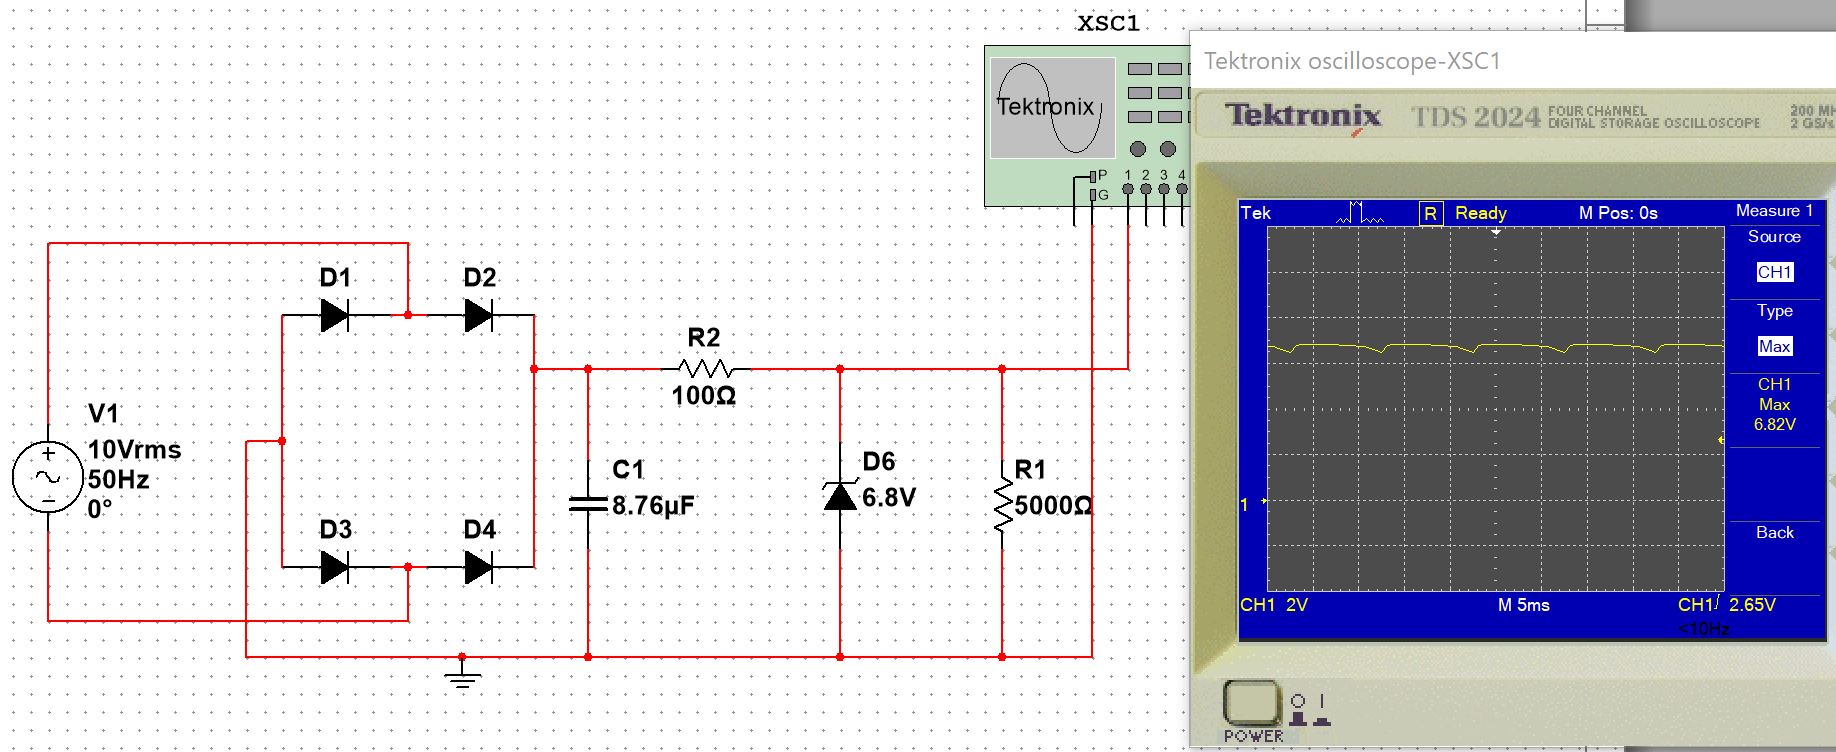 XSC1
Tektronix
P
G
1 2 3 4
D1
D2
R2
100Ω
V1
10Vrms
50Hz
0°
C1
8.76µF
D6
6.8V
R1
5000Ω
D3
D4
Tektronix oscilloscope-XSC1
Tektronix TDS 2024 FOUR CHANNEL
DIGITAL STORAGE OSCILLOSCOPE
200 MH
2 GS/s
Tek R Ready M Pos: 0s Measure 1
Source
CH1
Type
Max
CH1
Max
6.82V
1
Back
CH1 2V M 5ms CH1 2.65V
<10Hz
POWER